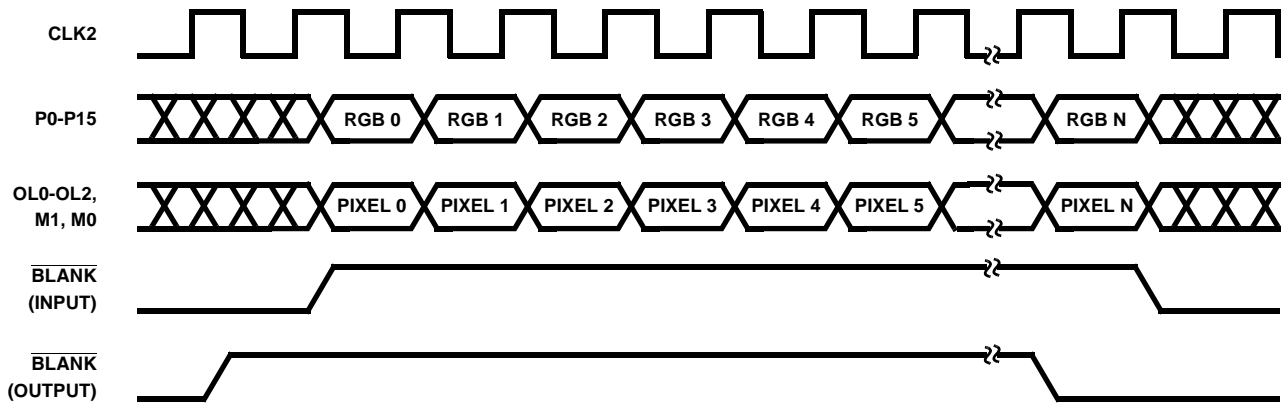 CLK2
P0-P15
RGB 0 RGB 1 RGB 2 RGB 3 RGB 4 RGB 5 RGB N
OL0-OL2,
M1, M0
PIXEL 0 PIXEL 1 PIXEL 2 PIXEL 3 PIXEL 4 PIXEL 5 PIXEL N
BLANK
(INPUT)
BLANK
(OUTPUT)